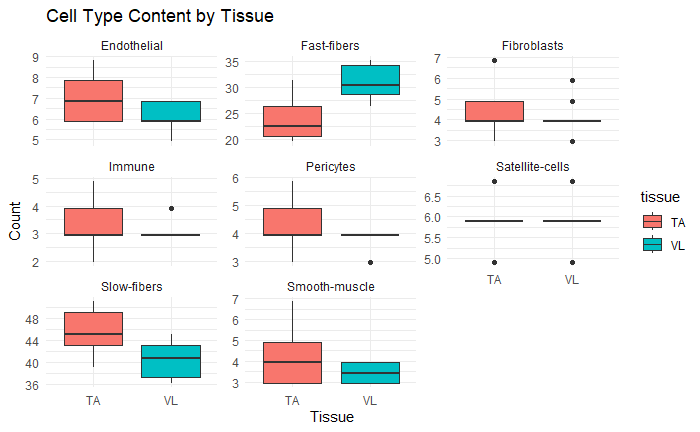 Cell Type Content by Tissue
Endothelial
Fast-fibers
Fibroblasts
9
8
7
6
5
35
30
25
20
7
6
5
4
3
Immune
Pericytes
Satellite-cells
5
4
3
2
6
5
4
3
6.5
6.0
5.5
5.0
TA
VL
Slow-fibers
Smooth-muscle
48
44
40
36
7
6
5
4
3
TA
VL
TA
VL
Count
Tissue
tissue
TA
VL